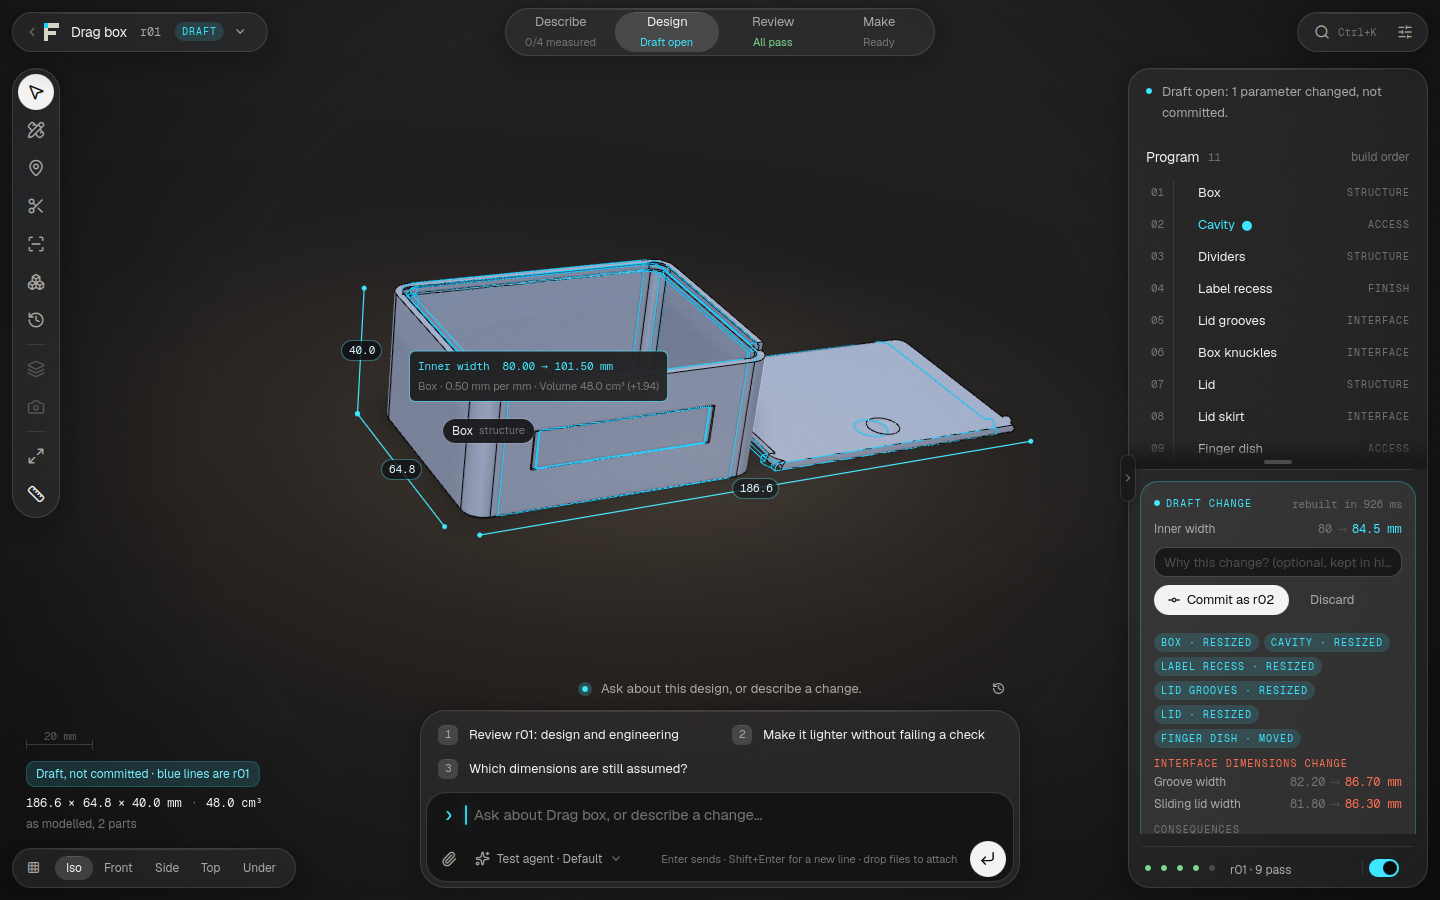 Drag box r01 DRAFT
Describe
0/4 measured
Design
Draft open
Review
All pass
Make
Ready
Ctrl+K
Draft open: 1 parameter changed, not
committed.
Program 11 build order
01 Box STRUCTURE
02 Cavity ACCESS
03 Dividers STRUCTURE
04 Label recess FINISH
05 Lid grooves INTERFACE
06 Box knuckles INTERFACE
07 Lid STRUCTURE
08 Lid skirt INTERFACE
09 Finger dish ACCESS
40.0
Inner width 80.00 → 101.50 mm
Box · 0.50 mm per mm · Volume 48.0 cm³ (+1.94)
Box structure
64.8
186.6
DRAFT CHANGE rebuilt in 926 ms
Inner width 80 → 84.5 mm
Why this change? (optional, kept in hi...
Commit as r02 Discard
BOX · RESIZED CAVITY · RESIZED
LABEL RECESS · RESIZED
LID GROOVES · RESIZED
LID · RESIZED
FINGER DISH · MOVED
INTERFACE DIMENSIONS CHANGE
Groove width 82.20 → 86.70 mm
Sliding lid width 81.80 → 86.30 mm
CONSEQUENCES
r01 · 9 pass
Ask about this design, or describe a change.
1 Review r01: design and engineering
2 Make it lighter without failing a check
3 Which dimensions are still assumed?
Ask about Drag box, or describe a change...
Test agent · Default
Enter sends · Shift+Enter for a new line · drop files to attach
20 mm
Draft, not committed · blue lines are r01
186.6 × 64.8 × 40.0 mm · 48.0 cm³
as modelled, 2 parts
Iso Front Side Top Under